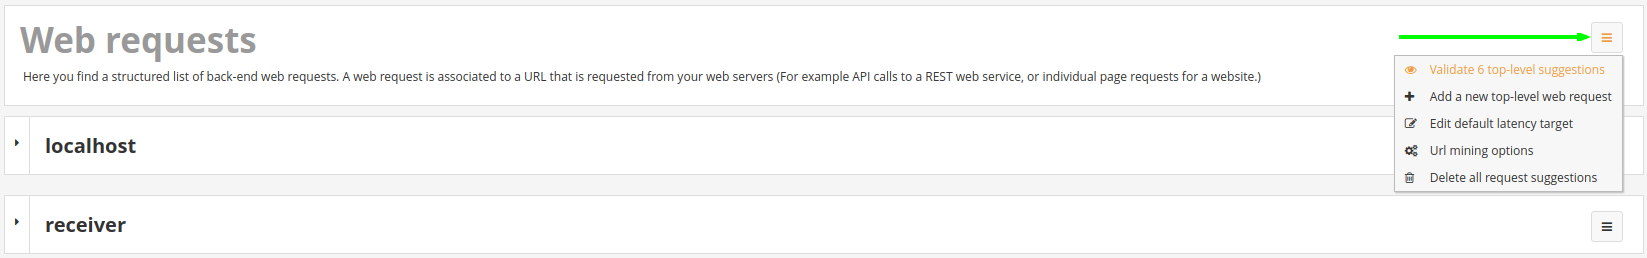 Web requests
Here you find a structured list of back-end web requests. A web request is associated to a URL that is requested from your web servers (For example API calls to a REST web service, or individual page requests for a website.)
Validate 6 top-level suggestions
Add a new top-level web request
Edit default latency target
Url mining options
Delete all request suggestions
localhost
receiver